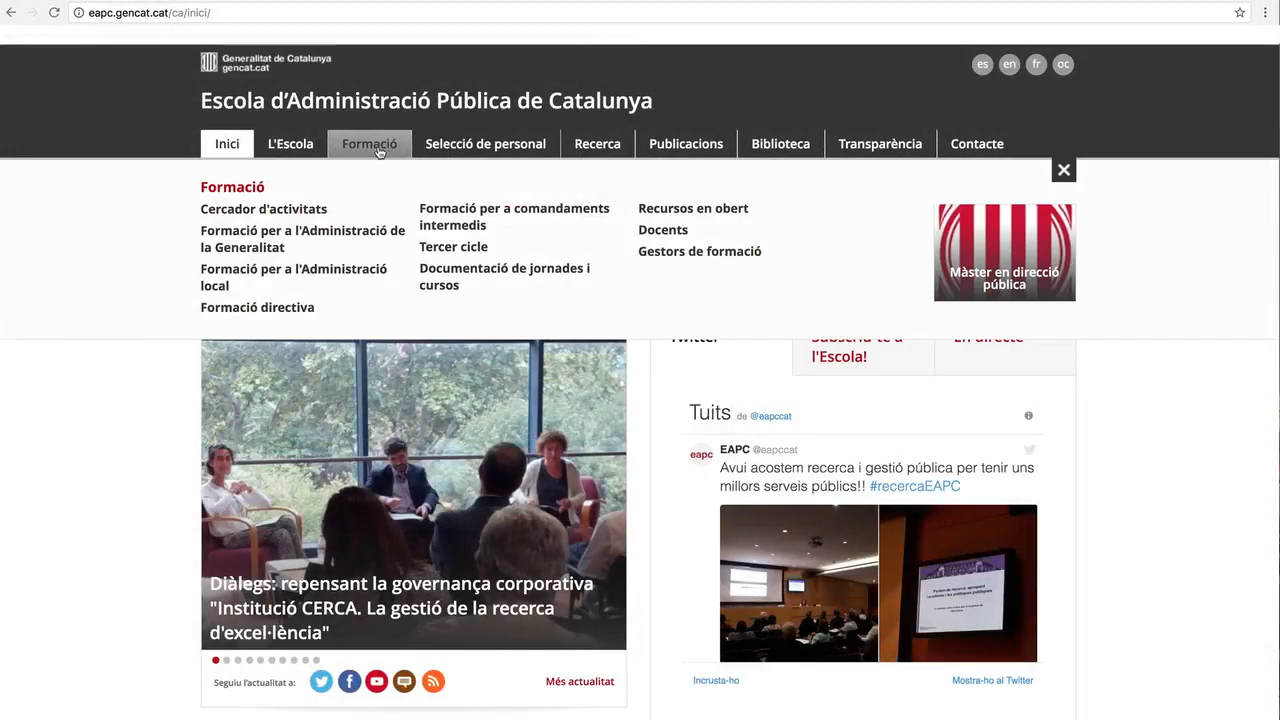 eapc.gencat.cat/ca/inici/
Generalitat de Catalunya
gencat.cat
es en fr oc
Escola d'Administració Pública de Catalunya
Inici L'Escola Formació Selecció de personal Recerca Publicacions Biblioteca Transparència Contacte
Formació
Cercador d'activitats
Formació per a l'Administració de
la Generalitat
Formació per a l'Administració
local
Formació directiva
Formació per a comandaments
intermedis
Tercer cicle
Documentació de jornades i
cursos
Recursos en obert
Docents
Gestors de formació
Màster en direcció
pública
Diàlegs: repensant la governança corporativa
"Institució CERCA. La gestió de la recerca
d'excel·lència"
Seguiu l'actualitat a:
Més actualitat
Twitter
Subscriu-te a
l'Escola!
En directe
Tuits de @eapccat
eapc
EAPC @eapccat
Avui acostem recerca i gestió pública per tenir uns
millors serveis públics!! #recercaEAPC
Incrusta-ho
Mostra-ho al Twitter